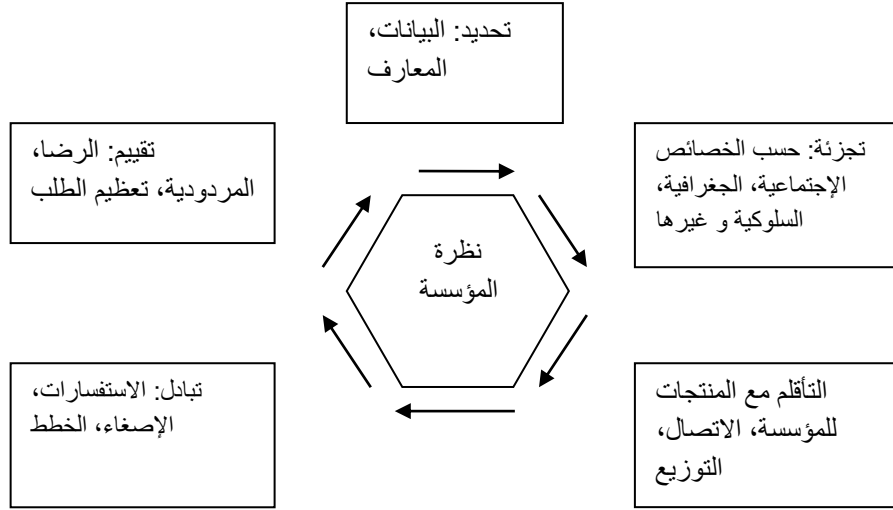 تحديد: البيانات،
المعارف
تجزئة: حسب الخصائص
الإجتماعية، الجغرافية،
السلوكية و غيرها
التأقلم مع المنتجات
للمؤسسة، الاتصال،
التوزيع
تبادل: الاستفسارات،
الإصغاء، الخطط
تقييم: الرضا،
المردودية، تعظيم الطلب
نظرة
المؤسسة